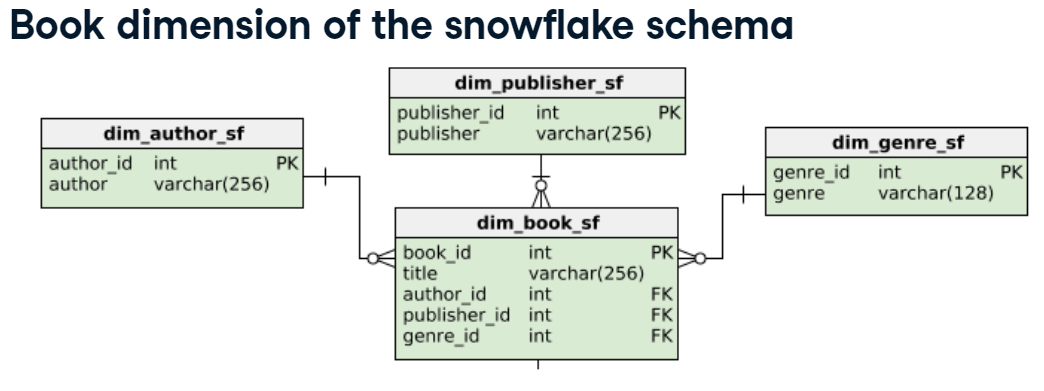 Book dimension of the snowflake schema
dim_publisher_sf
publisher_id int PK
publisher varchar(256)
dim_author_sf
author_id int PK
author varchar(256)
dim_genre_sf
genre_id int PK
genre varchar(128)
dim_book_sf
book_id int PK
title varchar(256)
author_id int FK
publisher_id int FK
genre_id int FK